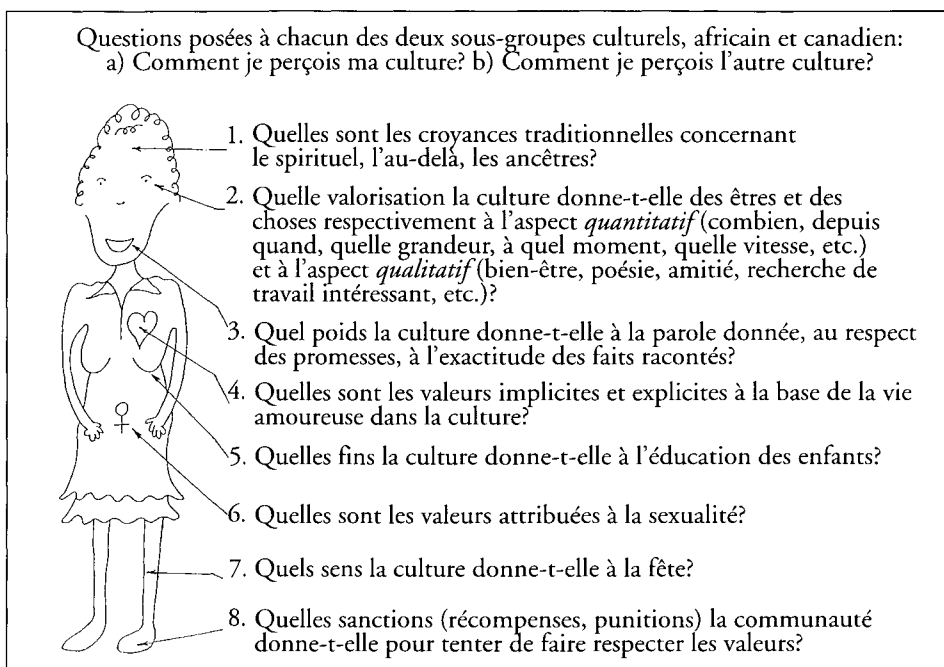 Questions posées à chacun des deux sous-groupes culturels, africain et canadien:
a) Comment je perçois ma culture? b) Comment je perçois l'autre culture?
1. Quelles sont les croyances traditionnelles concernant
le spirituel, l'au-delà, les ancêtres?
2. Quelle valorisation la culture donne-t-elle des êtres et des
choses respectivement à l'aspect quantitatif (combien, depuis
quand, quelle grandeur, à quel moment, quelle vitesse, etc.)
et à l'aspect qualitatif (bien-être, poésie, amitié, recherche de
travail intéressant, etc.)?
3. Quel poids la culture donne-t-elle à la parole donnée, au respect
des promesses, à l'exactitude des faits racontés?
4. Quelles sont les valeurs implicites et explicites à la base de la vie
amoureuse dans la culture?
5. Quelles fins la culture donne-t-elle à l'éducation des enfants?
6. Quelles sont les valeurs attribuées à la sexualité?
7. Quels sens la culture donne-t-elle à la fête?
8. Quelles sanctions (récompenses, punitions) la communauté
donne-t-elle pour tenter de faire respecter les valeurs?